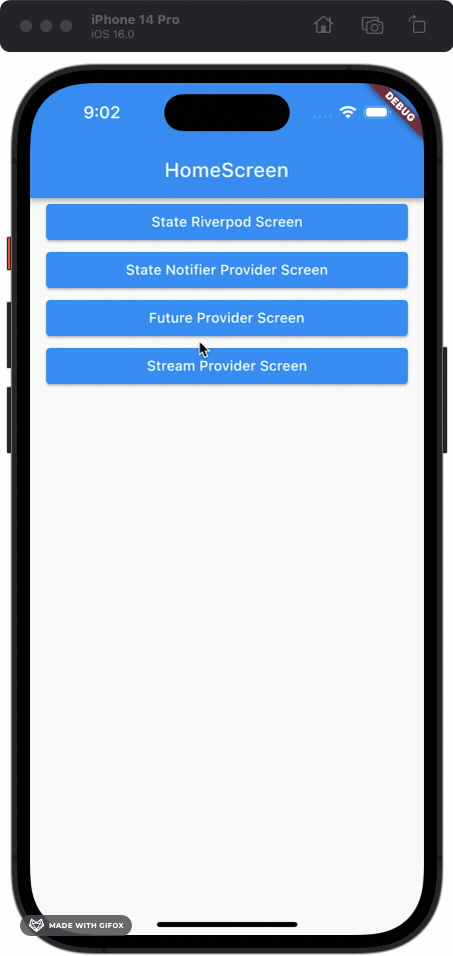 iPhone 14 Pro
iOS 16.0
9:02
DEBUG
HomeScreen
State Riverpod Screen
State Notifier Provider Screen
Future Provider Screen
Stream Provider Screen
MADE WITH GIFOX